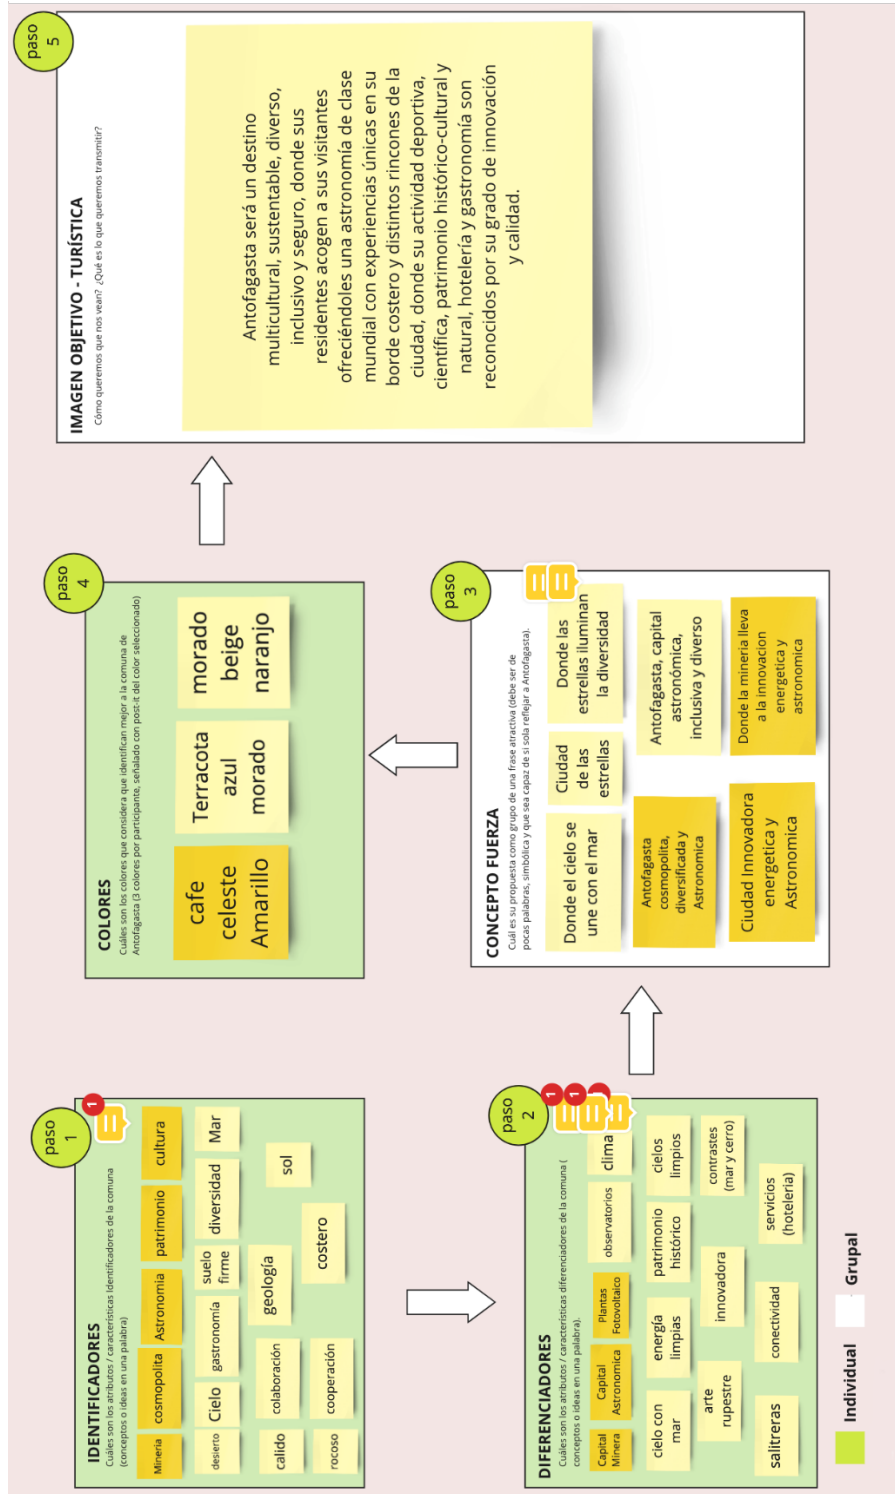 paso
1
1
IDENTIFICADORES
Cuáles son los atributos / características Identificadores de la comuna
(conceptos o ideas en una palabra)
Mineria
cosmopolita
Astronomia
patrimonio
cultura
desierto
Cielo
gastronomía
suelo
firme
diversidad
Mar
calido
colaboración
geología
sol
rocoso
cooperación
costero
paso
2
1
1
DIFERENCIADORES
Cuáles son los atributos / características diferenciadores de la comuna (
conceptos o ideas en una palabra).
Capital
Minera
Capital
Astronomica
Plantas
Fotovoltaico
observatorios
clima
cielo con
mar
energía
limpias
patrimonio
histórico
cielos
limpios
arte
rupestre
innovadora
contrastes
(mar y cerro)
salitreras
conectividad
servicios
(hoteleria)
paso
3
CONCEPTO FUERZA
Cuál es su propuesta como grupo de una frase atractiva (debe ser de
pocas palabras, simbólica y que sea capaz de si sola reflejar a Antofagasta).
Donde el cielo se
une con el mar
Ciudad
de las
estrellas
Donde las
estrellas iluminan
la diversidad
Antofagasta
cosmopolita,
diversificada y
Astronomica
Antofagasta, capital
astronómica,
inclusiva y diverso
Ciudad Innovadora
energetica y
Astronomica
Donde la mineria lleva
a la innovacion
energetica y
astronomica
paso
4
COLORES
Cuáles son los colores que considera que identifican mejor a la comuna de
Antofagasta (3 colores por participante, señalado con post-it del color seleccionado)
cafe
celeste
Amarillo
Terracota
azul
morado
morado
beige
naranjo
paso
5
IMAGEN OBJETIVO - TURÍSTICA
Cómo queremos que nos vean? ¿Qué es lo que queremos transmitir?
Antofagasta será un destino
multicultural, sustentable, diverso,
inclusivo y seguro, donde sus
residentes acogen a sus visitantes
ofreciéndoles una astronomía de clase
mundial con experiencias únicas en su
borde costero y distintos rincones de la
ciudad, donde su actividad deportiva,
científica, patrimonio histórico-cultural y
natural, hotelería y gastronomía son
reconocidos por su grado de innovación
y calidad.
Individual
Grupal